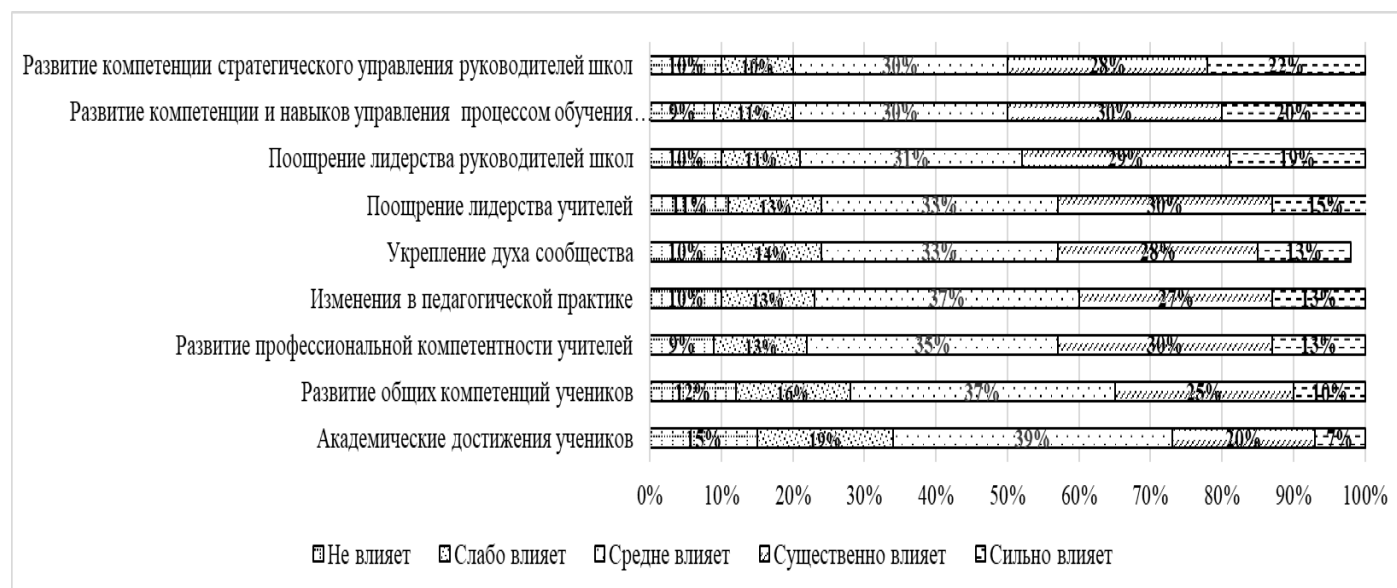 Развитие компетенции стратегического управления руководителей школ
10% 10% 30% 28% 22%
Развитие компетенции и навыков управления процессом обучения…
9% 11% 30% 30% 20%
Поощрение лидерства руководителей школ
10% 11% 31% 29% 19%
Поощрение лидерства учителей
11% 13% 33% 30% 15%
Укрепление духа сообщества
10% 14% 33% 28% 13%
Изменения в педагогической практике
10% 13% 37% 27% 13%
Развитие профессиональной компетентности учителей
9% 13% 35% 30% 13%
Развитие общих компетенций учеников
12% 16% 37% 25% 10%
Академические достижения учеников
15% 19% 39% 20% 7%
0% 10% 20% 30% 40% 50% 60% 70% 80% 90% 100%
Не влияет Слабо влияет Средне влияет Существенно влияет Сильно влияет